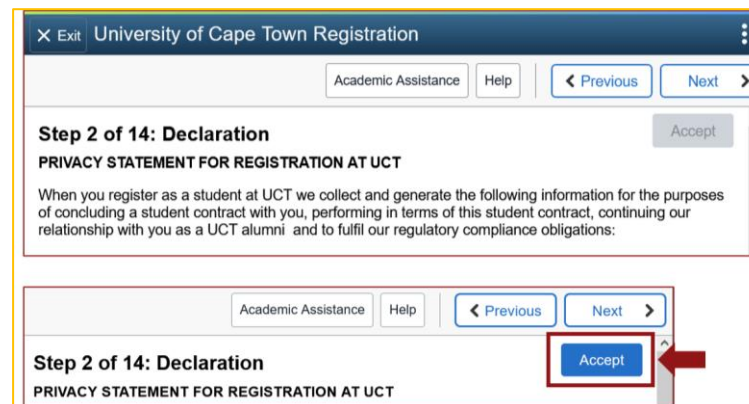 × Exit University of Cape Town Registration
Academic Assistance Help Previous Next
Step 2 of 14: Declaration Accept
PRIVACY STATEMENT FOR REGISTRATION AT UCT
When you register as a student at UCT we collect and generate the following information for the purposes
of concluding a student contract with you, performing in terms of this student contract, continuing our
relationship with you as a UCT alumni and to fulfil our regulatory compliance obligations:
Academic Assistance Help Previous Next
Step 2 of 14: Declaration Accept
PRIVACY STATEMENT FOR REGISTRATION AT UCT